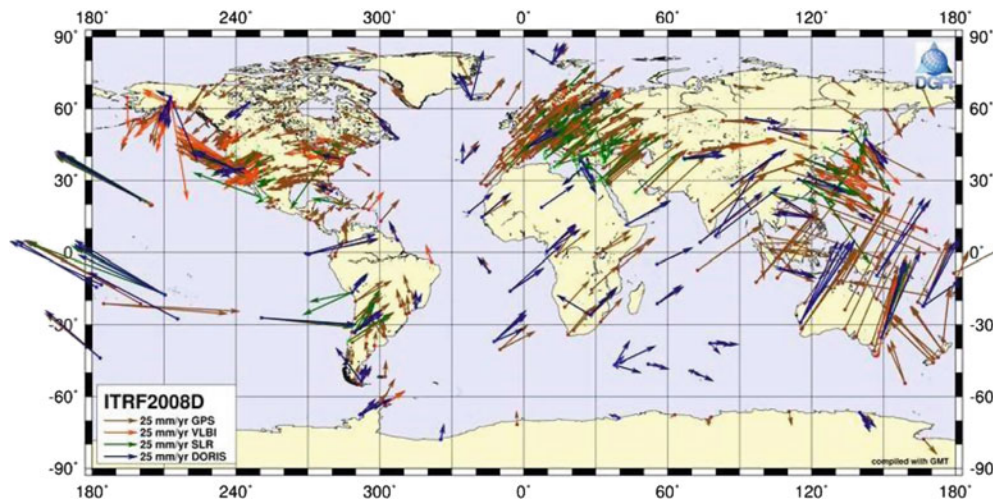 180˚ 240˚ 300˚ 0˚ 60˚ 120˚ 180˚
90˚ 90˚
DGFI
60˚ 60˚
30˚ 30˚
0˚ 0˚
-30˚ -30˚
-60˚ -60˚
-90˚ -90
ITRF2008D
25 mm/yr GPS
25 mm/yr VLBI
25 mm/yr SLR
25 mm/yr DORIS
compiled with GMT
180˚ 240˚ 300˚ 0˚ 60˚ 120˚ 180˚